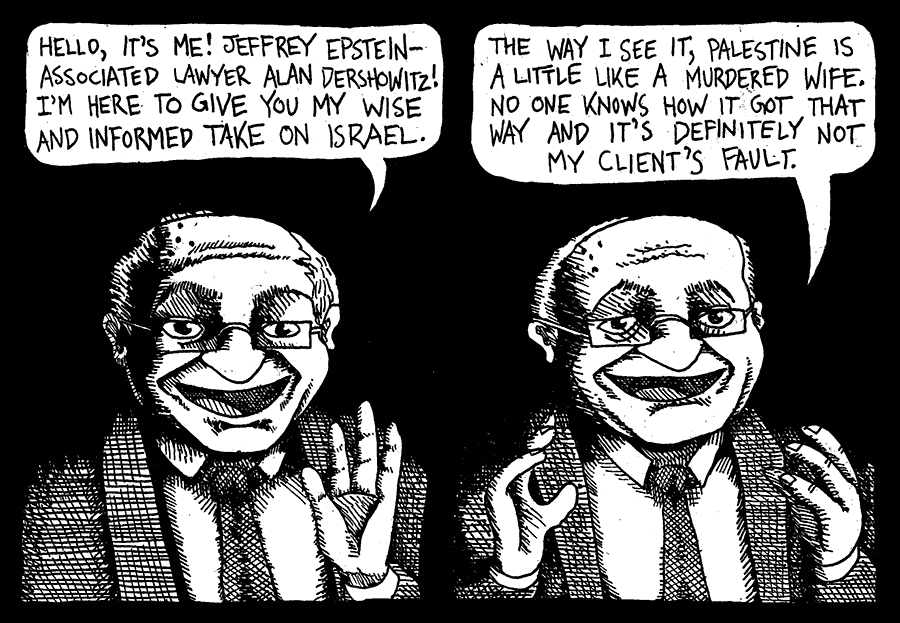 HELLO, IT'S ME! JEFFREY EPSTEIN-
ASSOCIATED LAWYER ALAN DERSHOWITZ!
I'M HERE TO GIVE YOU MY WISE
AND INFORMED TAKE ON ISRAEL.
THE WAY I SEE IT, PALESTINE IS
A LITTLE LIKE A MURDERED WIFE.
NO ONE KNOWS HOW IT GOT THAT
WAY AND IT'S DEFINITELY NOT
MY CLIENT'S FAULT.